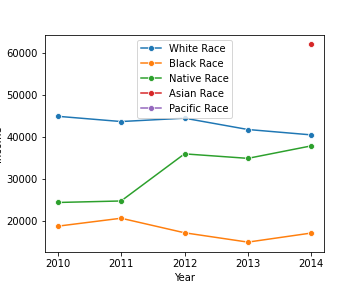 White Race
Black Race
Native Race
Asian Race
Pacific Race
60000
50000
40000
30000
20000
2010 2011 2012 2013 2014
Year